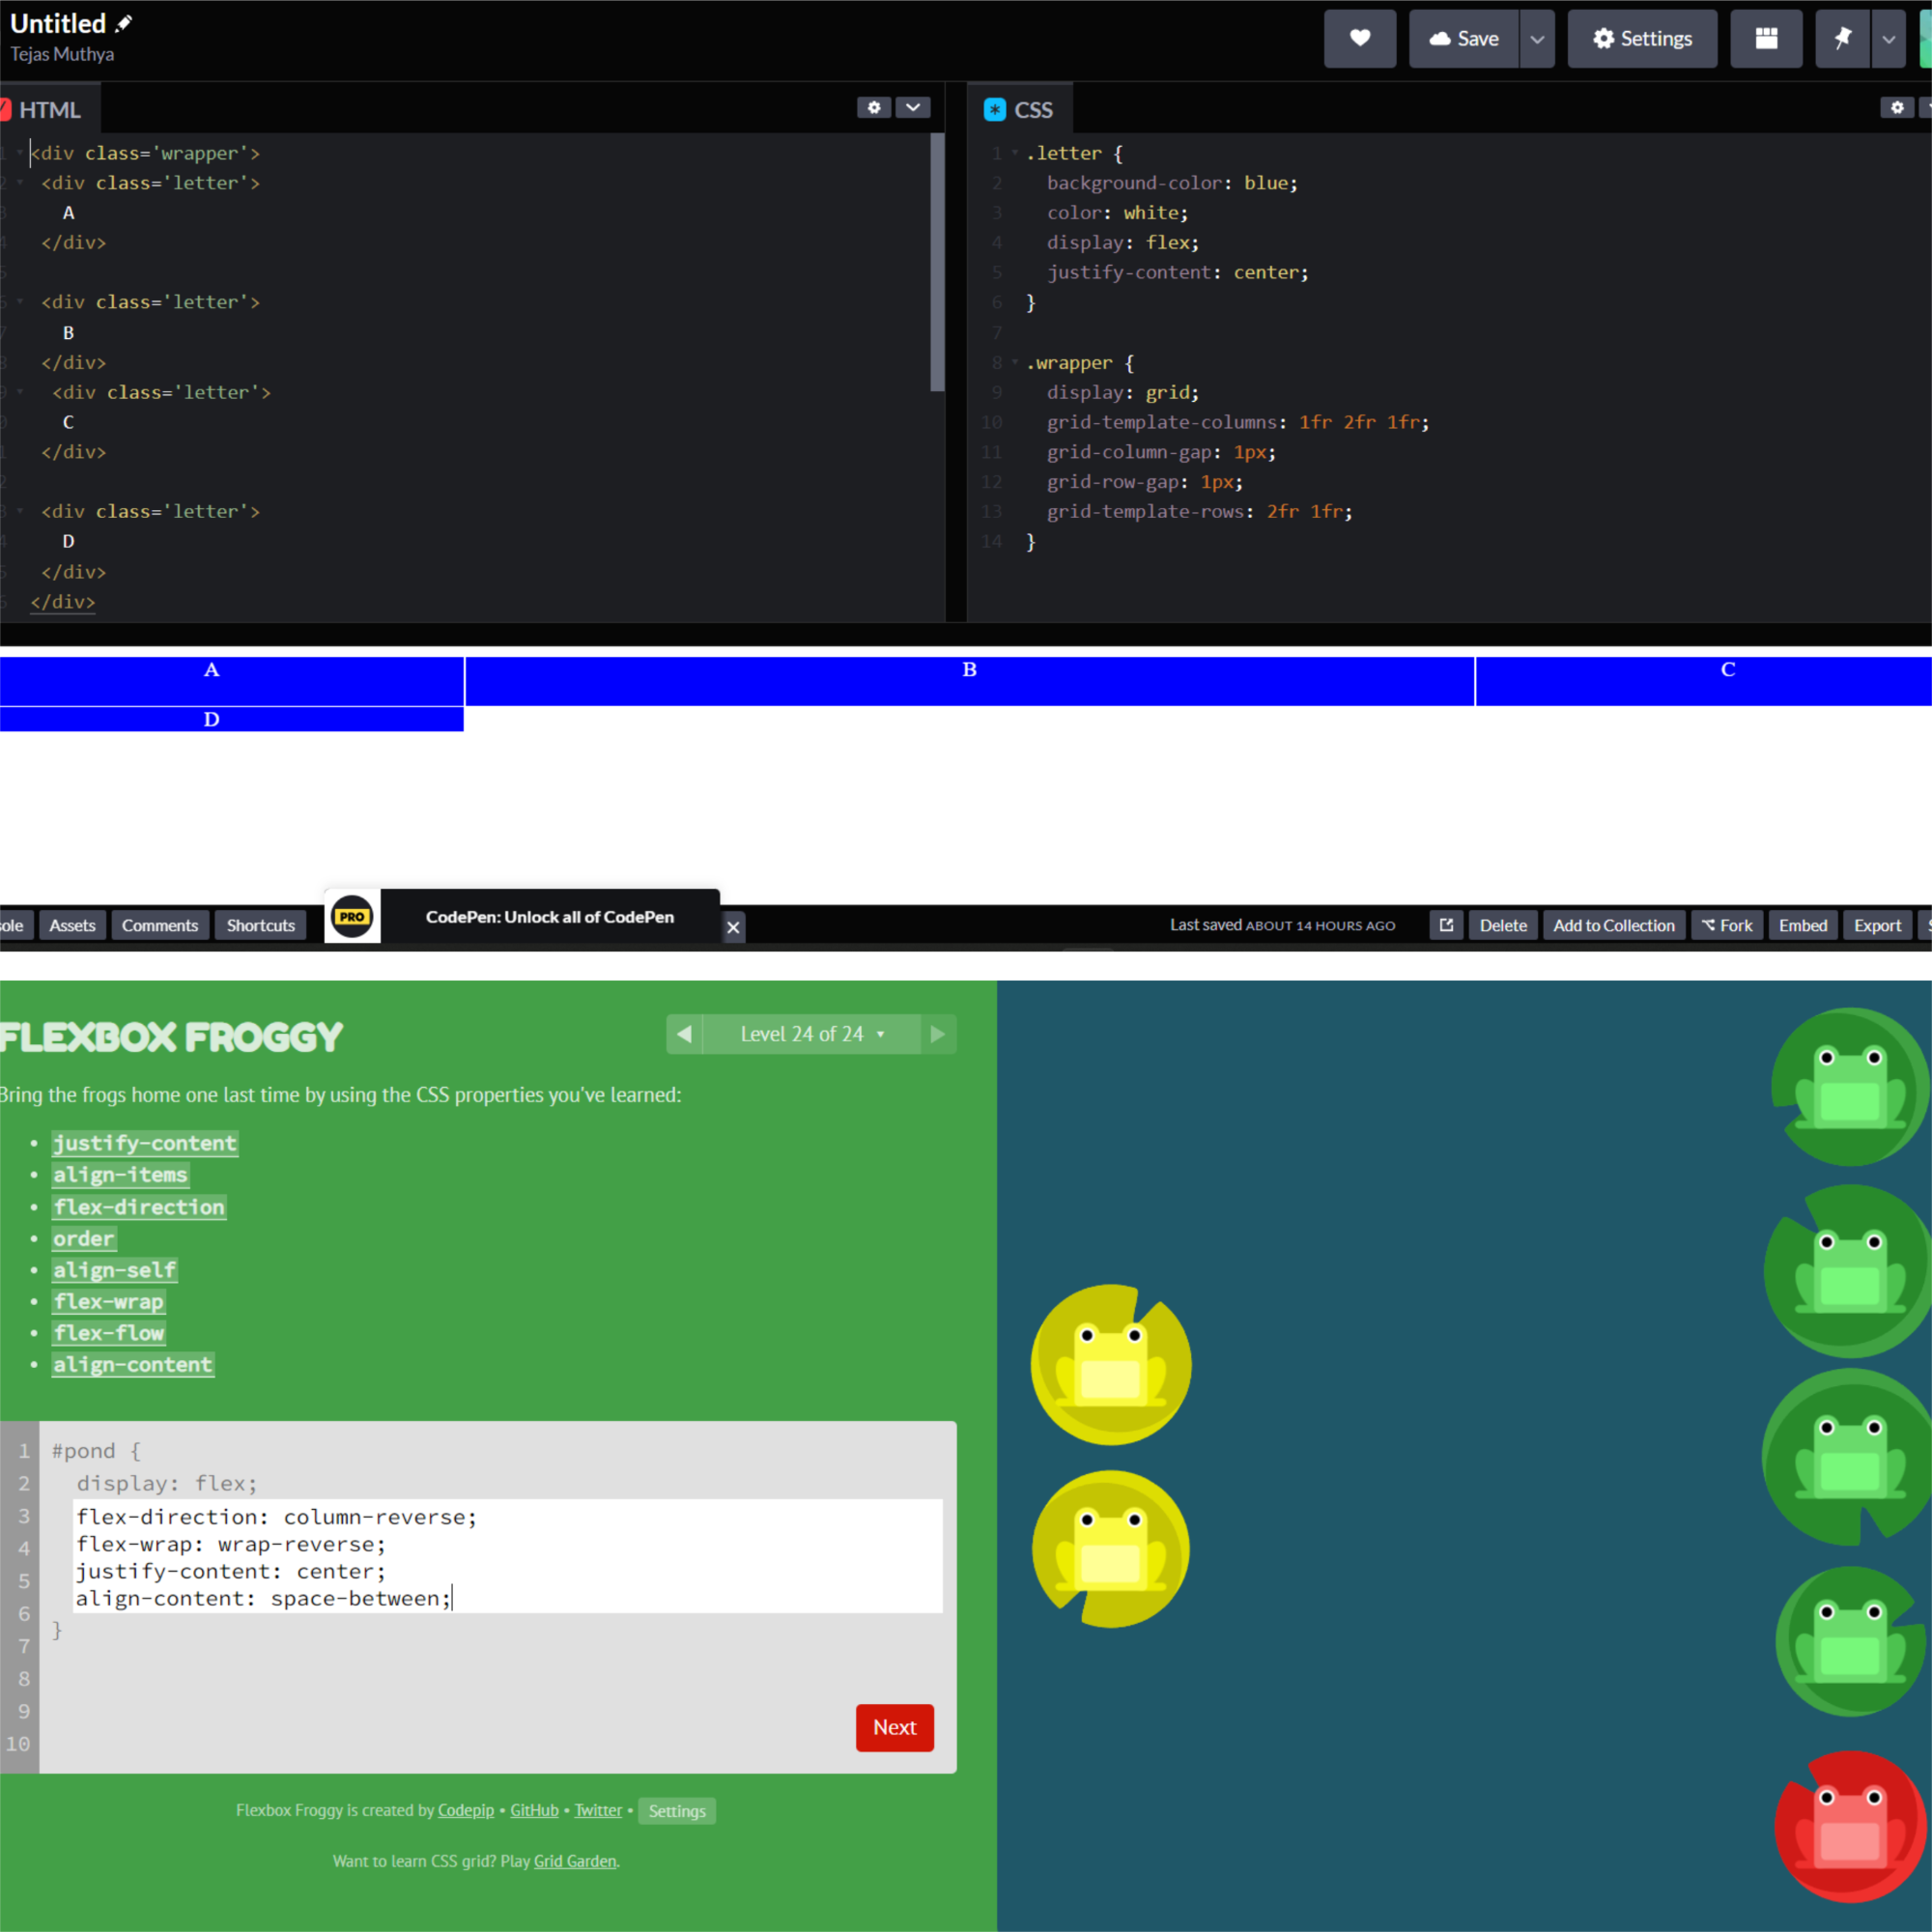 Untitled
Tejas Muthya
Save
Settings
HTML
<div class='wrapper'>
<div class='letter'>
A
</div>
<div class='letter'>
B
</div>
<div class='letter'>
C
</div>
<div class='letter'>
D
</div>
</div>
CSS
1 .letter {
2 background-color: blue;
3 color: white;
4 display: flex;
5 justify-content: center;
6 }
7
8 .wrapper {
9 display: grid;
10 grid-template-columns: 1fr 2fr 1fr;
11 grid-column-gap: 1px;
12 grid-row-gap: 1px;
13 grid-template-rows: 2fr 1fr;
14 }
A B C
D
ole Assets Comments Shortcuts PRO CodePen: Unlock all of CodePen Last saved ABOUT 14 HOURS AGO Delete Add to Collection Fork Embed Export
FLEXBOX FROGGY
Level 24 of 24
Bring the frogs home one last time by using the CSS properties you've learned:
• justify-content
• align-items
• flex-direction
• order
• align-self
• flex-wrap
• flex-flow
• align-content
1 #pond {
2 display: flex;
3 flex-direction: column-reverse;
4 flex-wrap: wrap-reverse;
5 justify-content: center;
6 align-content: space-between;
7 }
8
9
10
Next
Flexbox Froggy is created by Codepip • GitHub • Twitter • Settings
Want to learn CSS grid? Play Grid Garden.